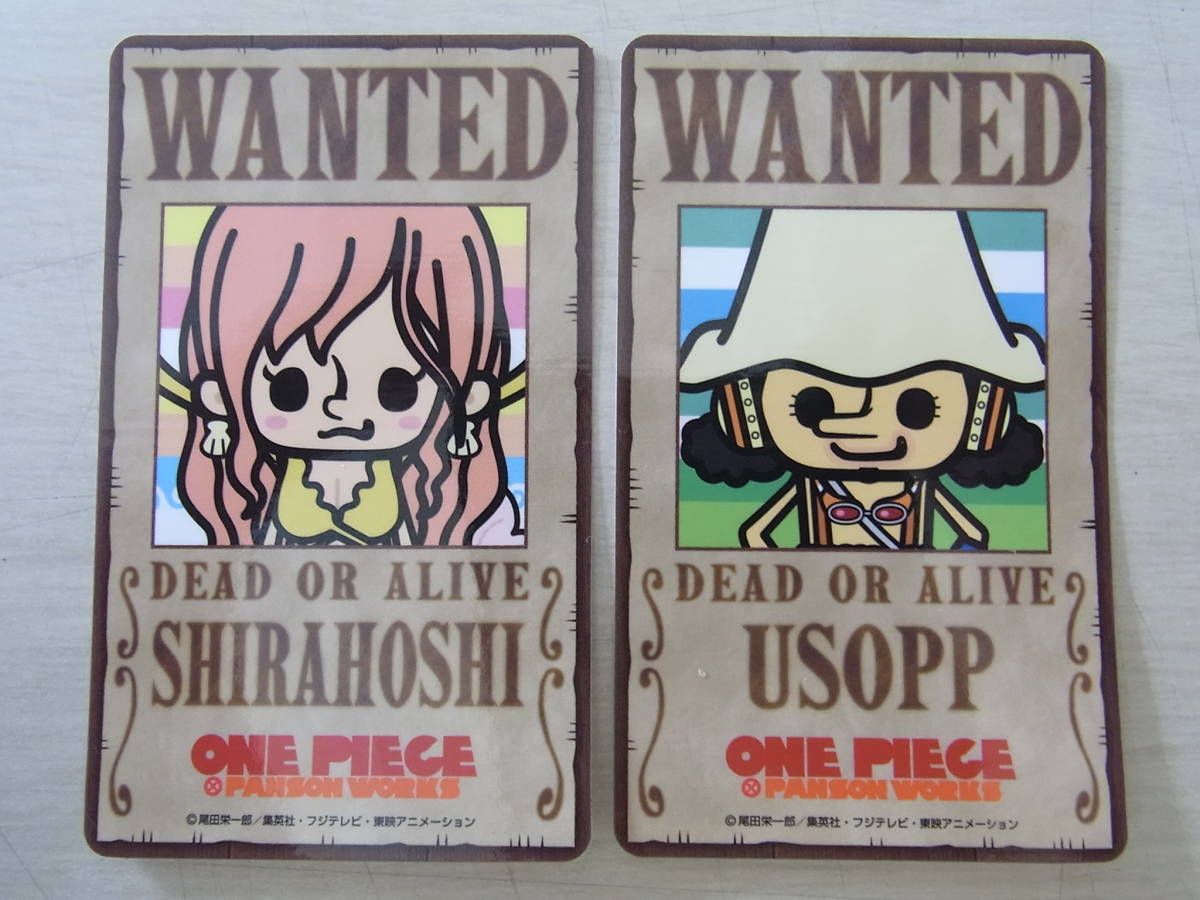 WANTED
DEAD OR ALIVE
SHIRAHOSHI
ONE PIECE
PANSON WORKS
©尾田栄一郎/集英社・フジテレビ・東映アニメーション
WANTED
DEAD OR ALIVE
USOPP
ONE PIECE
PANSON WORKS
©尾田栄一郎/集英社・フジテレビ・東映アニメーション